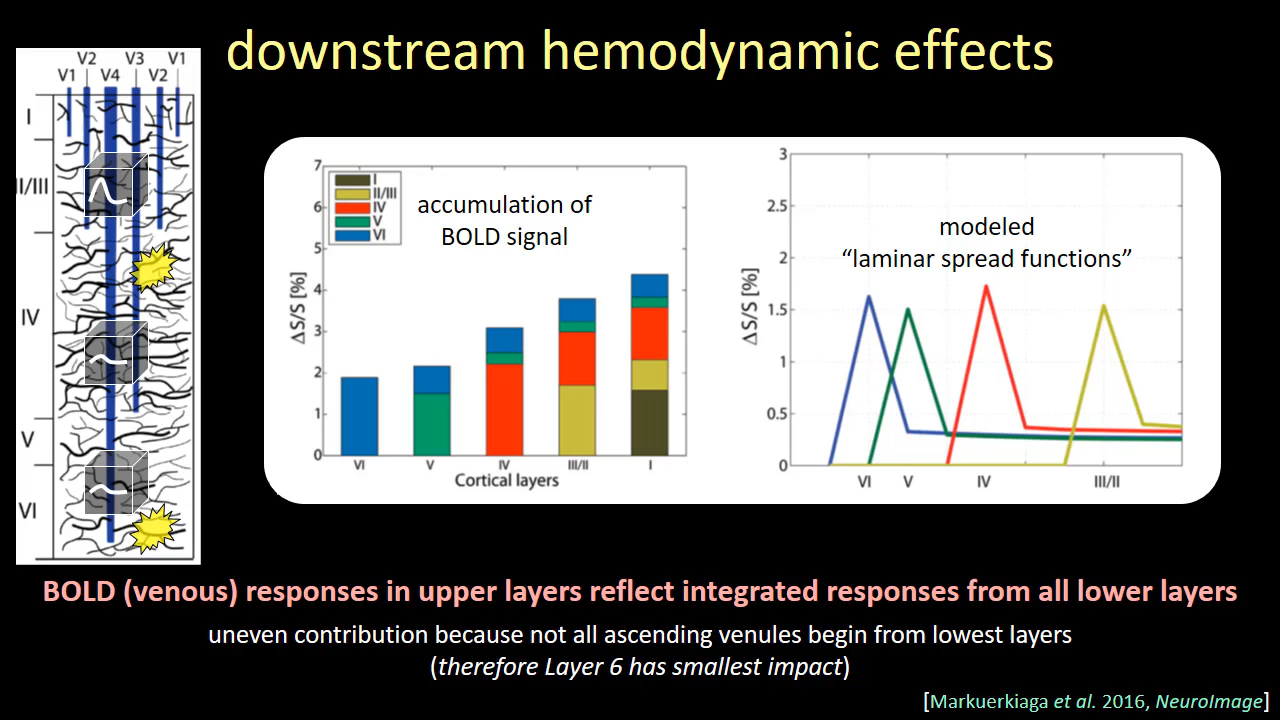 downstream hemodynamic effects
V2 V3 V1
V1 V4 V2
I
II/III
IV
V
VI
7
6
5
4
3
2
1
0
ΔS/S [%]
I
II/III
IV
V
VI
accumulation of
BOLD signal
VI V IV III/II I
Cortical layers
3
2.5
2
1.5
1
0.5
0
ΔS/S [%]
modeled
“laminar spread functions”
VI V IV III/II
BOLD (venous) responses in upper layers reflect integrated responses from all lower layers
uneven contribution because not all ascending venules begin from lowest layers
(therefore Layer 6 has smallest impact)
[Markuerkiaga et al. 2016, NeuroImage]